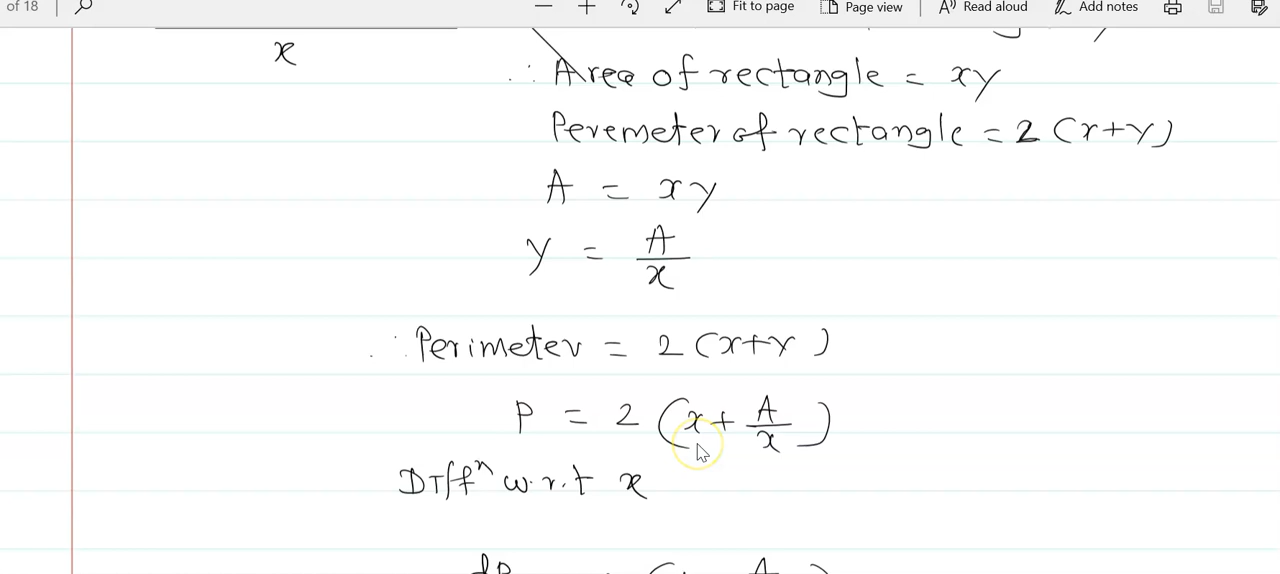 of 18 Fit to page Page view Read aloud Add notes
x
∴ Area of rectangle = xy
Peremeter of rectangle = 2 (x+y)
A = xy
y = A/x
∴ Perimeter = 2 (x+y)
P = 2 (x + A/x)
Diffⁿ w.r.t x